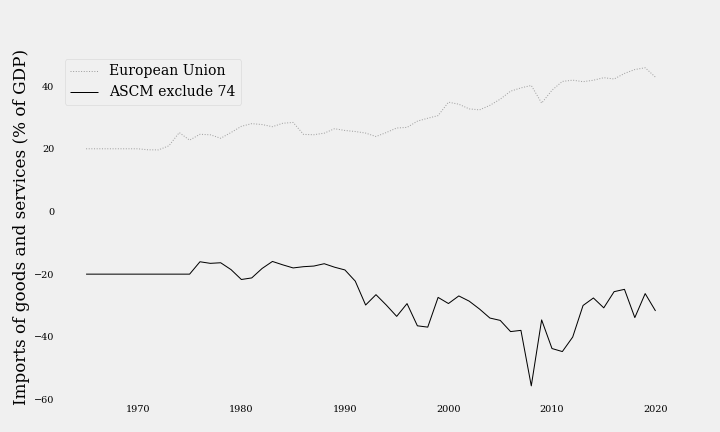 Imports of goods and services (% of GDP)
European Union
ASCM exclude 74
40
20
0
−20
−40
−60
1970 1980 1990 2000 2010 2020